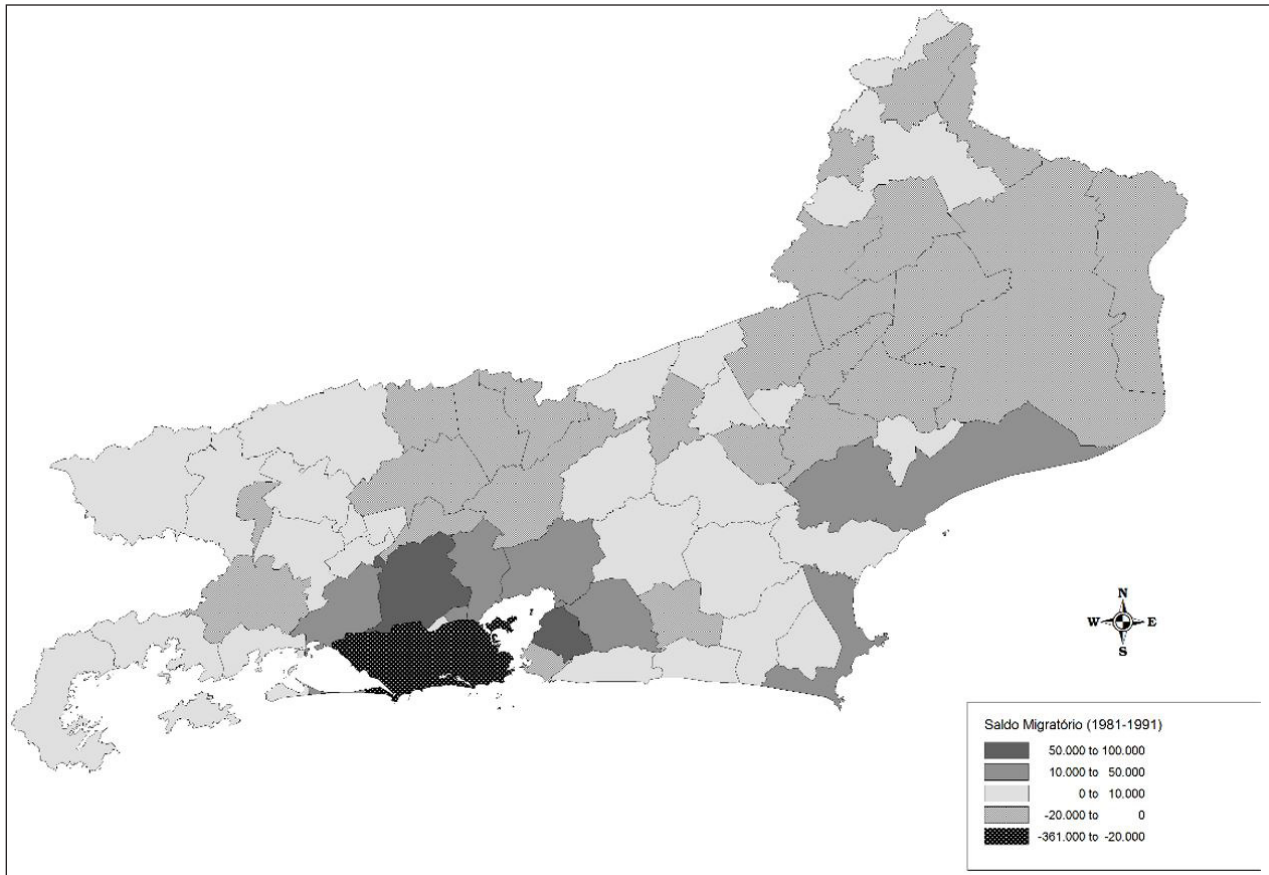 N
W E
S
Saldo Migratório (1981-1991)
50.000 to 100.000
10.000 to 50.000
0 to 10.000
-20.000 to 0
-361.000 to -20.000